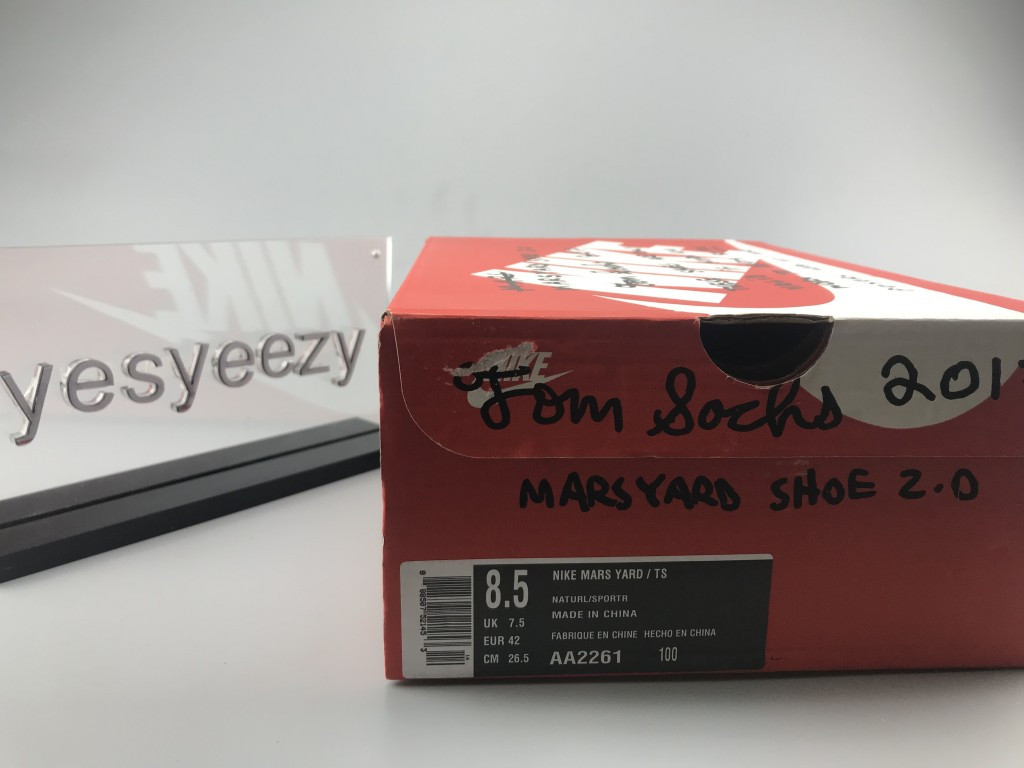 yesyeezy
NIKE
NIKE
Tom Sachs 201
MARSYARD SHOE 2.0
8.5
UK 7.5
EUR 42
CM 26.5
NIKE MARS YARD / TS
NATURL/SPORTR
MADE IN CHINA
FABRIQUE EN CHINE HECHO EN CHINA
AA2261 100